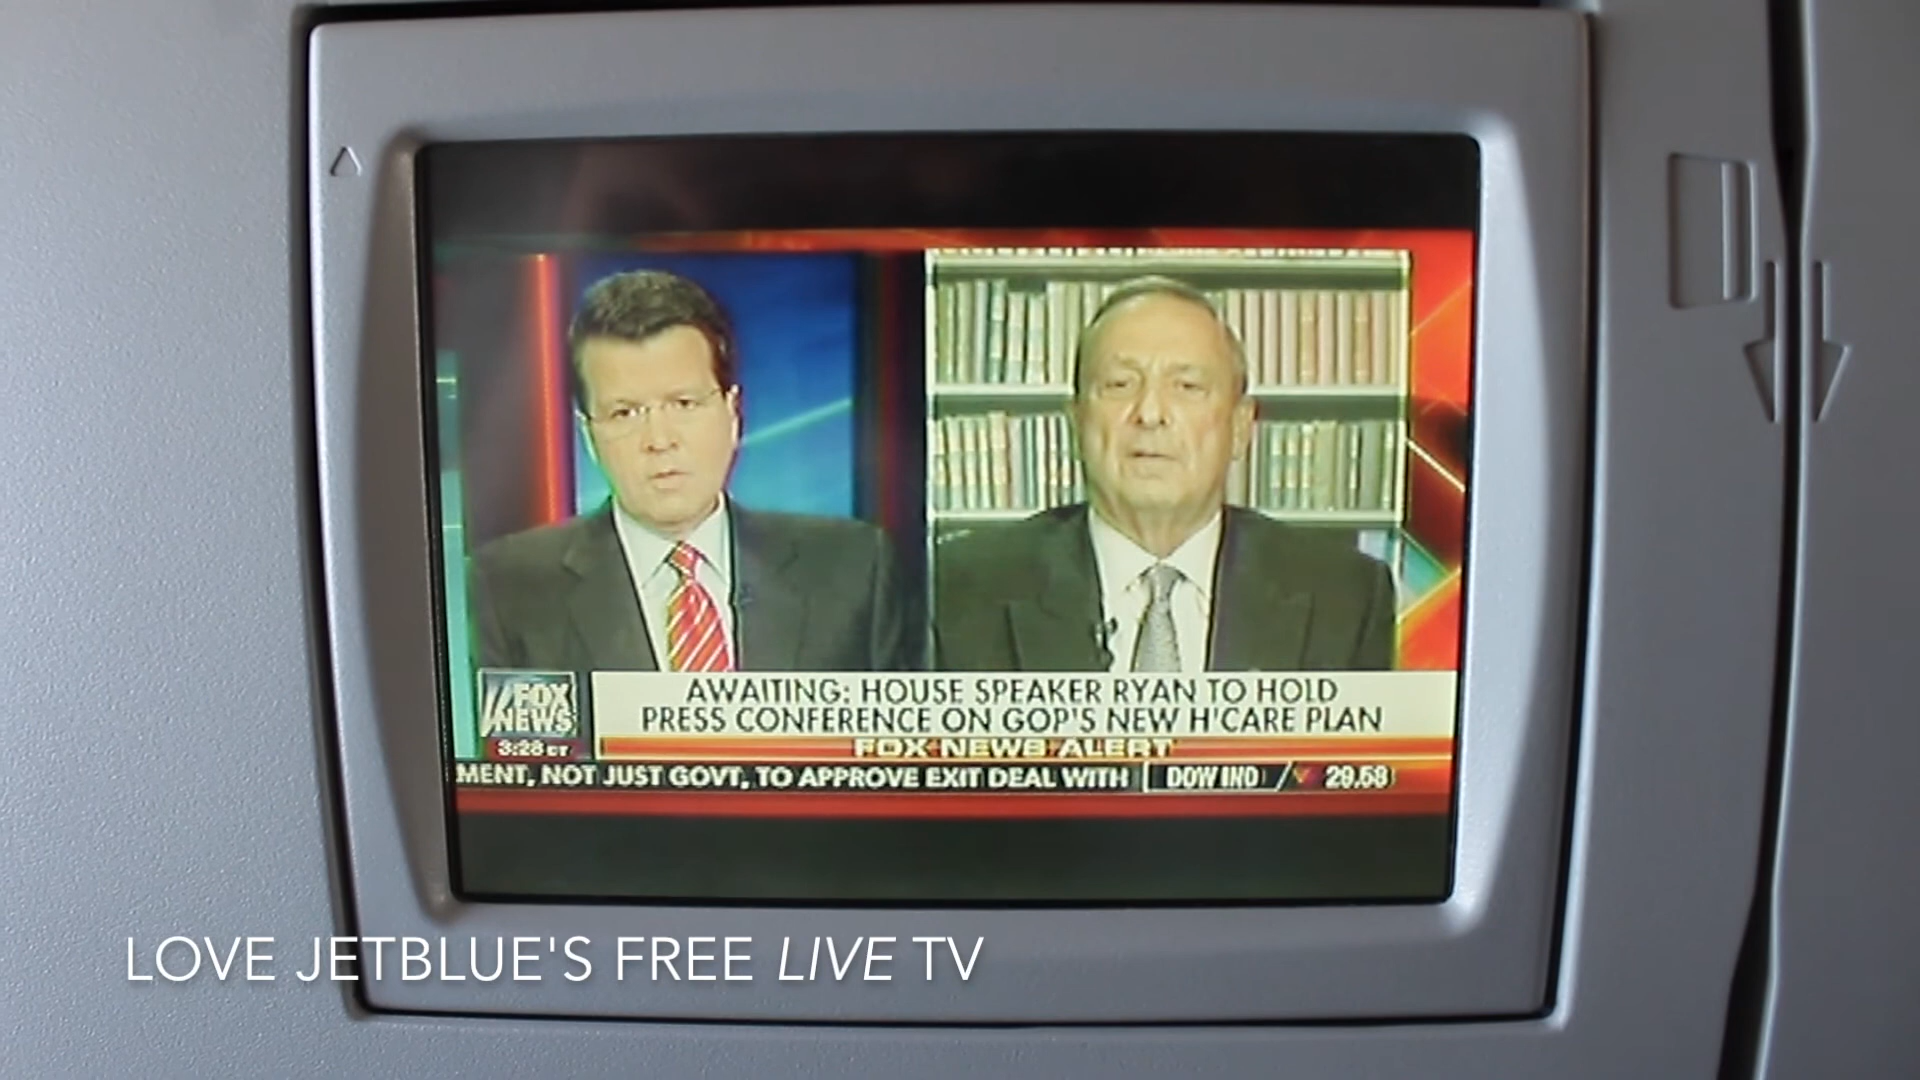 AWAITING: HOUSE SPEAKER RYAN TO HOLD
PRESS CONFERENCE ON GOP'S NEW H'CARE PLAN
FOX
NEWS
3:28 ET
FOX NEWS ALERT
MENT, NOT JUST GOVT, TO APPROVE EXIT DEAL WITH
DOW IND
29.58
LOVE JETBLUE'S FREE LIVE TV